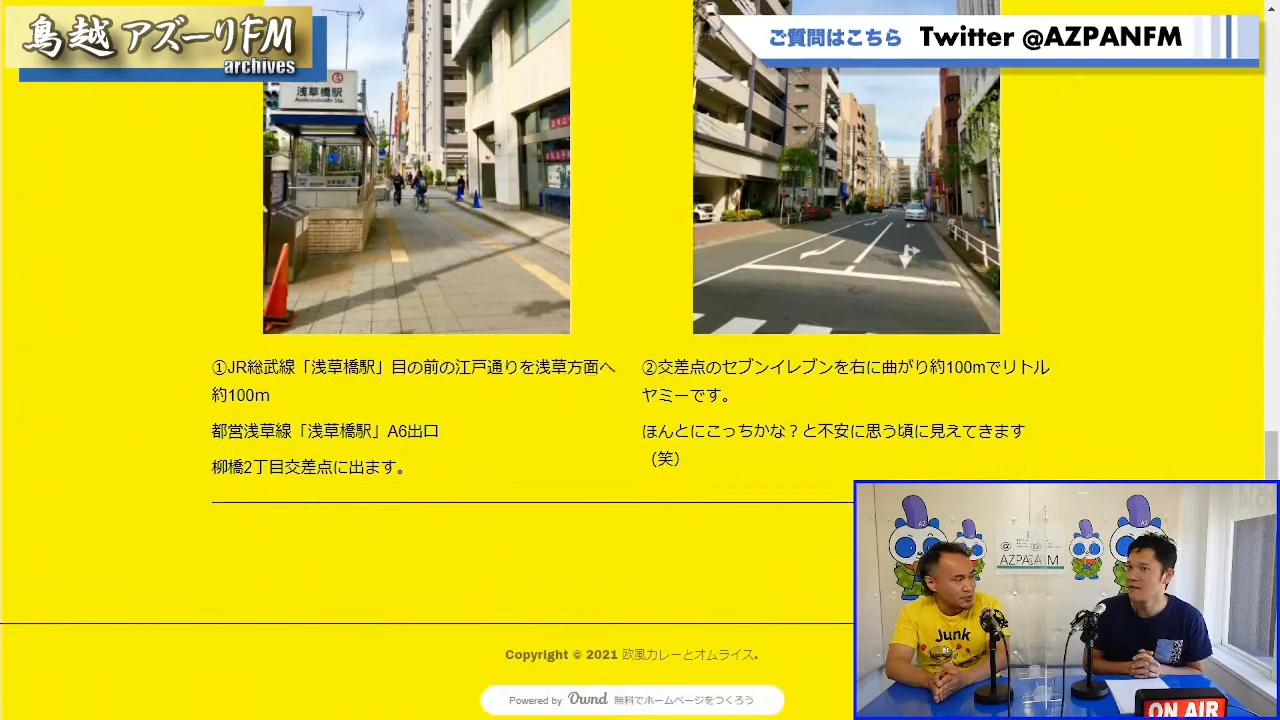 鳥越アズーりFM
archives
ご質問はこちら Twitter @AZPANFM
浅草橋駅
Asakusabashi Sta.
①JR総武線「浅草橋駅」目の前の江戸通りを浅草方面へ
約100m
都営浅草線「浅草橋駅」A6出口
柳橋2丁目交差点に出ます。
②交差点のセブンイレブンを右に曲がり約100mでリトル
ヤミーです。
ほんとにこっちかな？と不安に思う頃に見えてきます
（笑）
Copyright © 2021 欧風カレーとオムライス.
Powered by Ownd 無料でホームページをつくろう
Junk
ON AIR